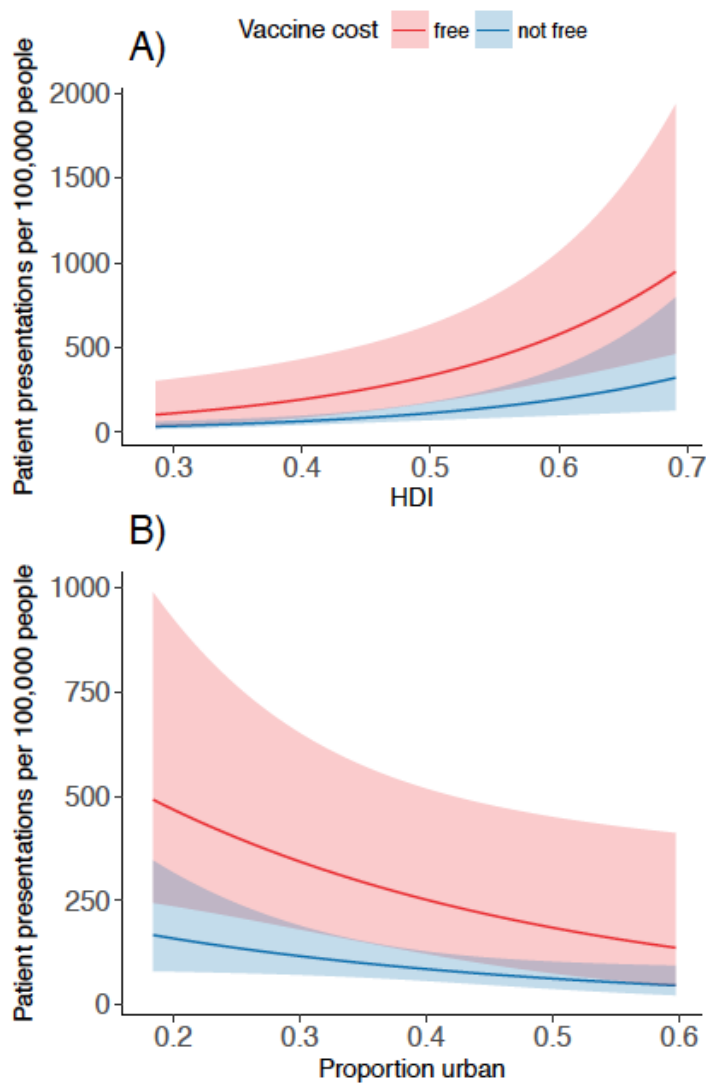 Vaccine cost free not free
A)
Patient presentations per 100,000 people
2000
1500
1000
500
0
0.3 0.4 0.5 0.6 0.7
HDI
B)
Patient presentations per 100,000 people
1000
750
500
250
0
0.2 0.3 0.4 0.5 0.6
Proportion urban